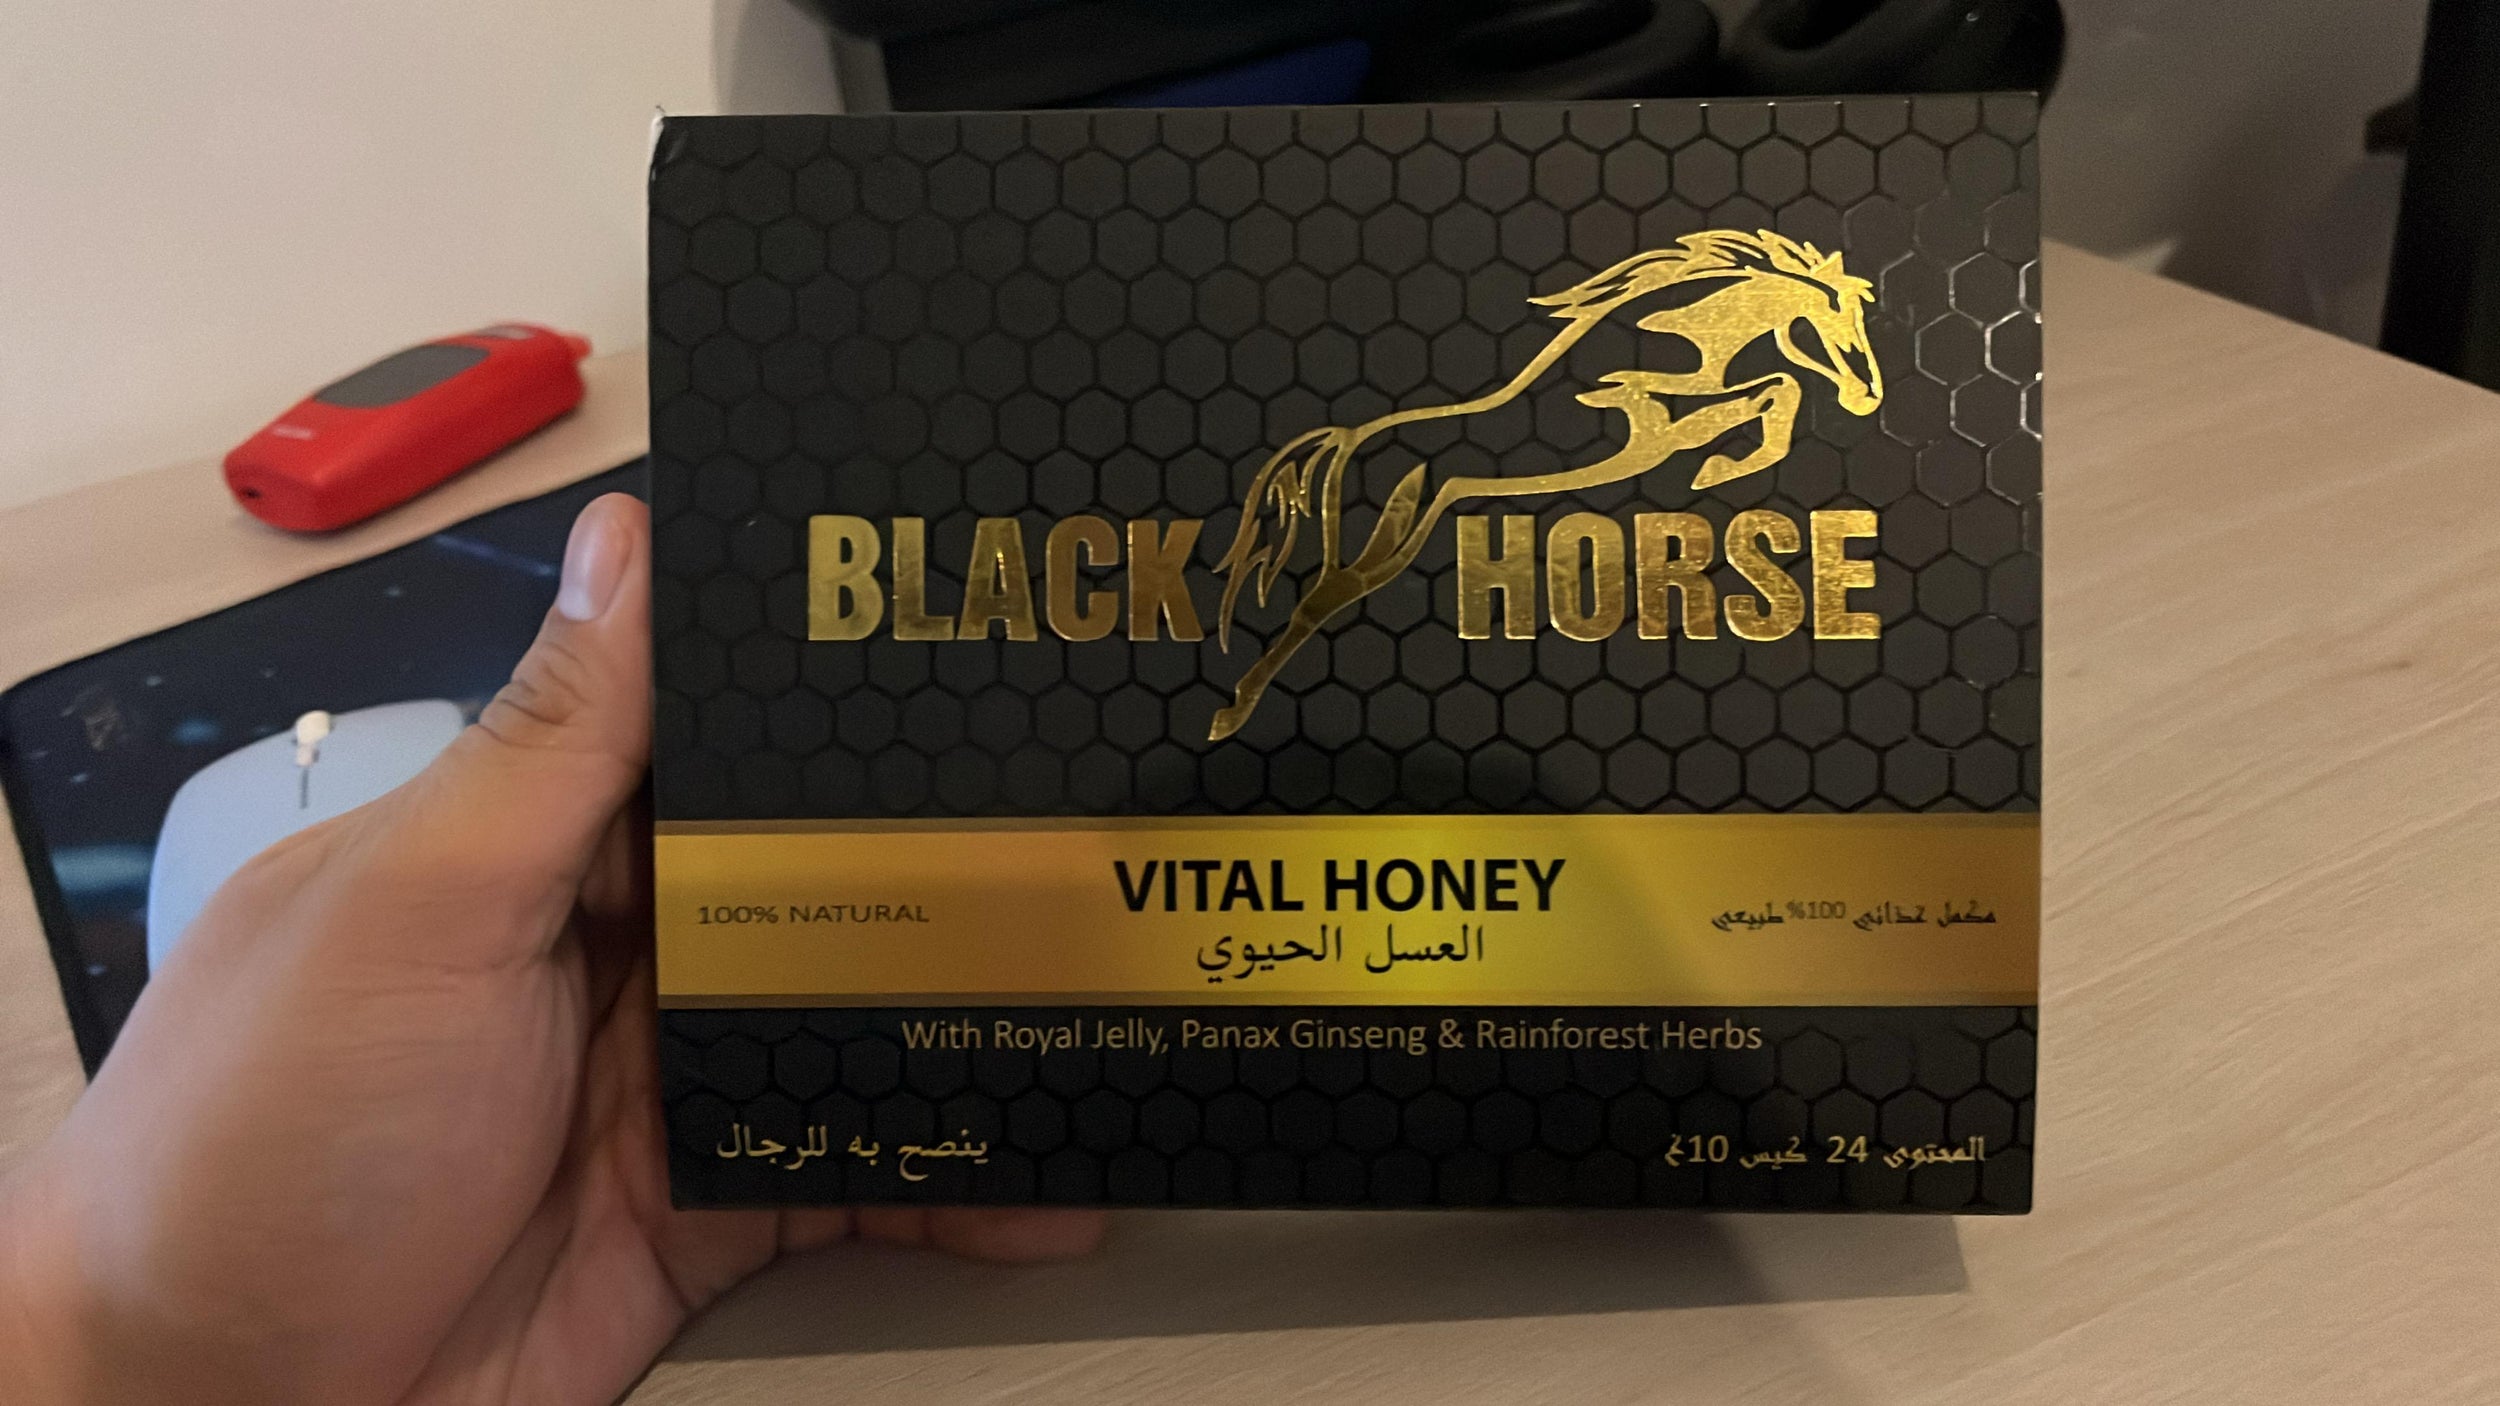 BLACK HORSE
100% NATURAL
VITAL HONEY
العسل الحيوي
مكمل غذائي 100% طبيعي
With Royal Jelly, Panax Ginseng & Rainforest Herbs
ينصح به للرجال
المحتوى 24 كيس 10غ